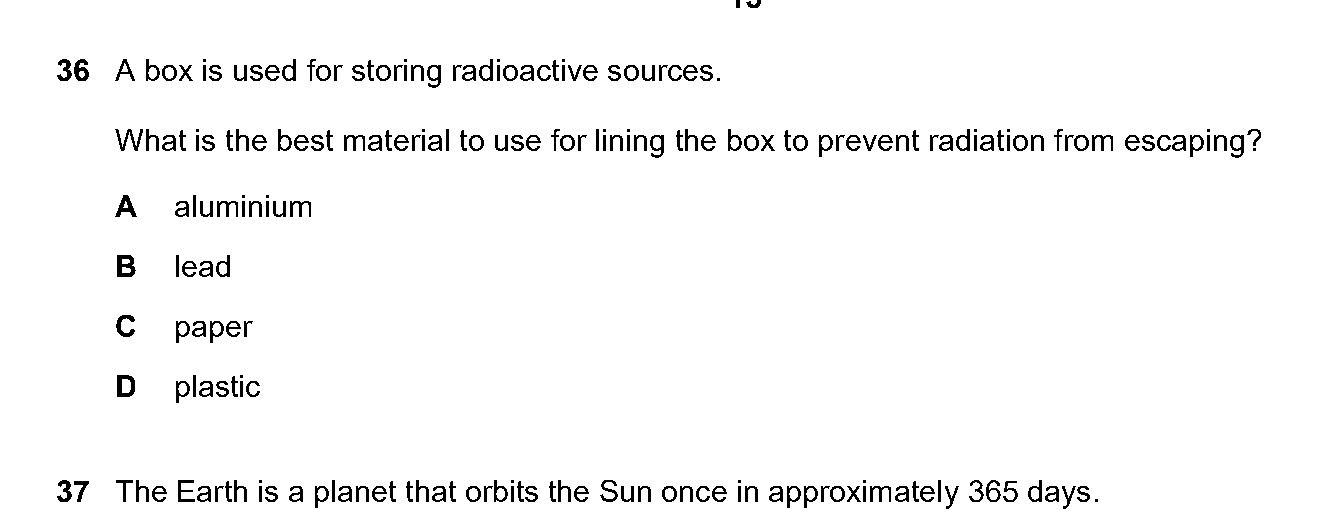 36 A box is used for storing radioactive sources.
What is the best material to use for lining the box to prevent radiation from escaping?
A aluminium
B lead
C paper
D plastic
37 The Earth is a planet that orbits the Sun once in approximately 365 days.